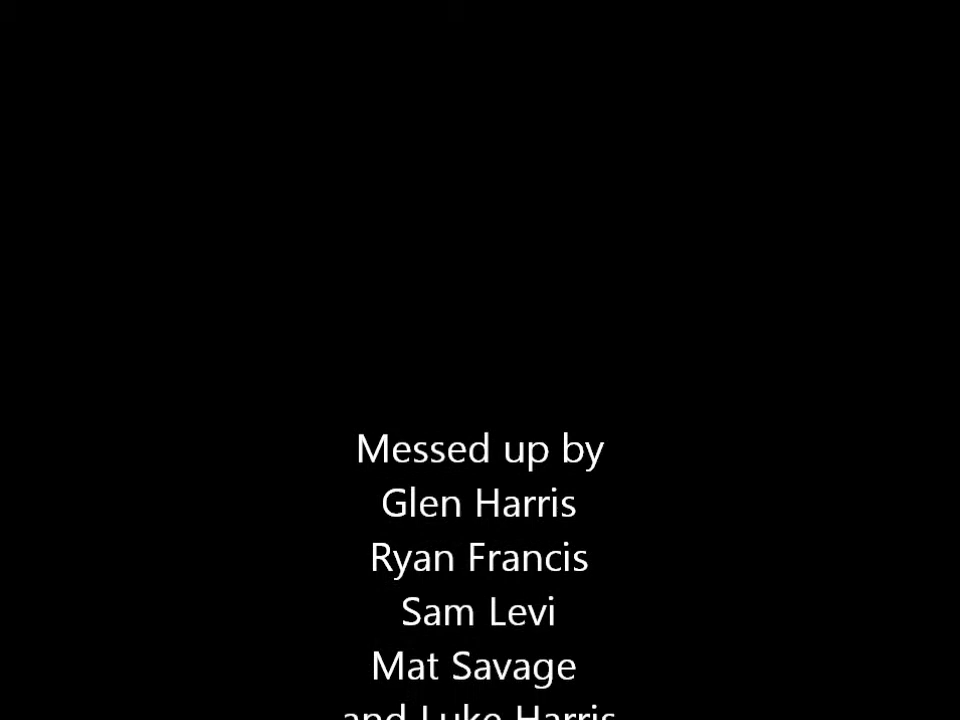 Messed up by
Glen Harris
Ryan Francis
Sam Levi
Mat Savage
and Luke Harris